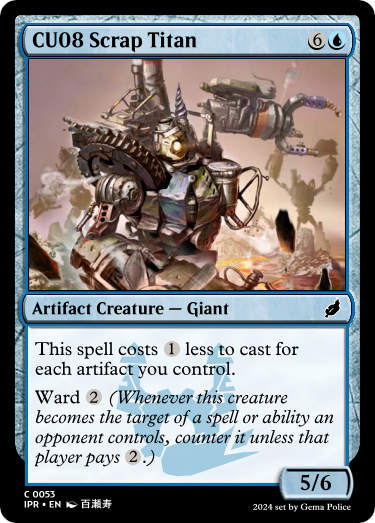 CU08 Scrap Titan 6
Artifact Creature — Giant
This spell costs 1 less to cast for
each artifact you control.
Ward 2 (Whenever this creature
becomes the target of a spell or ability an
opponent controls, counter it unless that
player pays 2.)
5/6
C 0053
IPR • EN 百瀬寿
2024 set by Gema Police